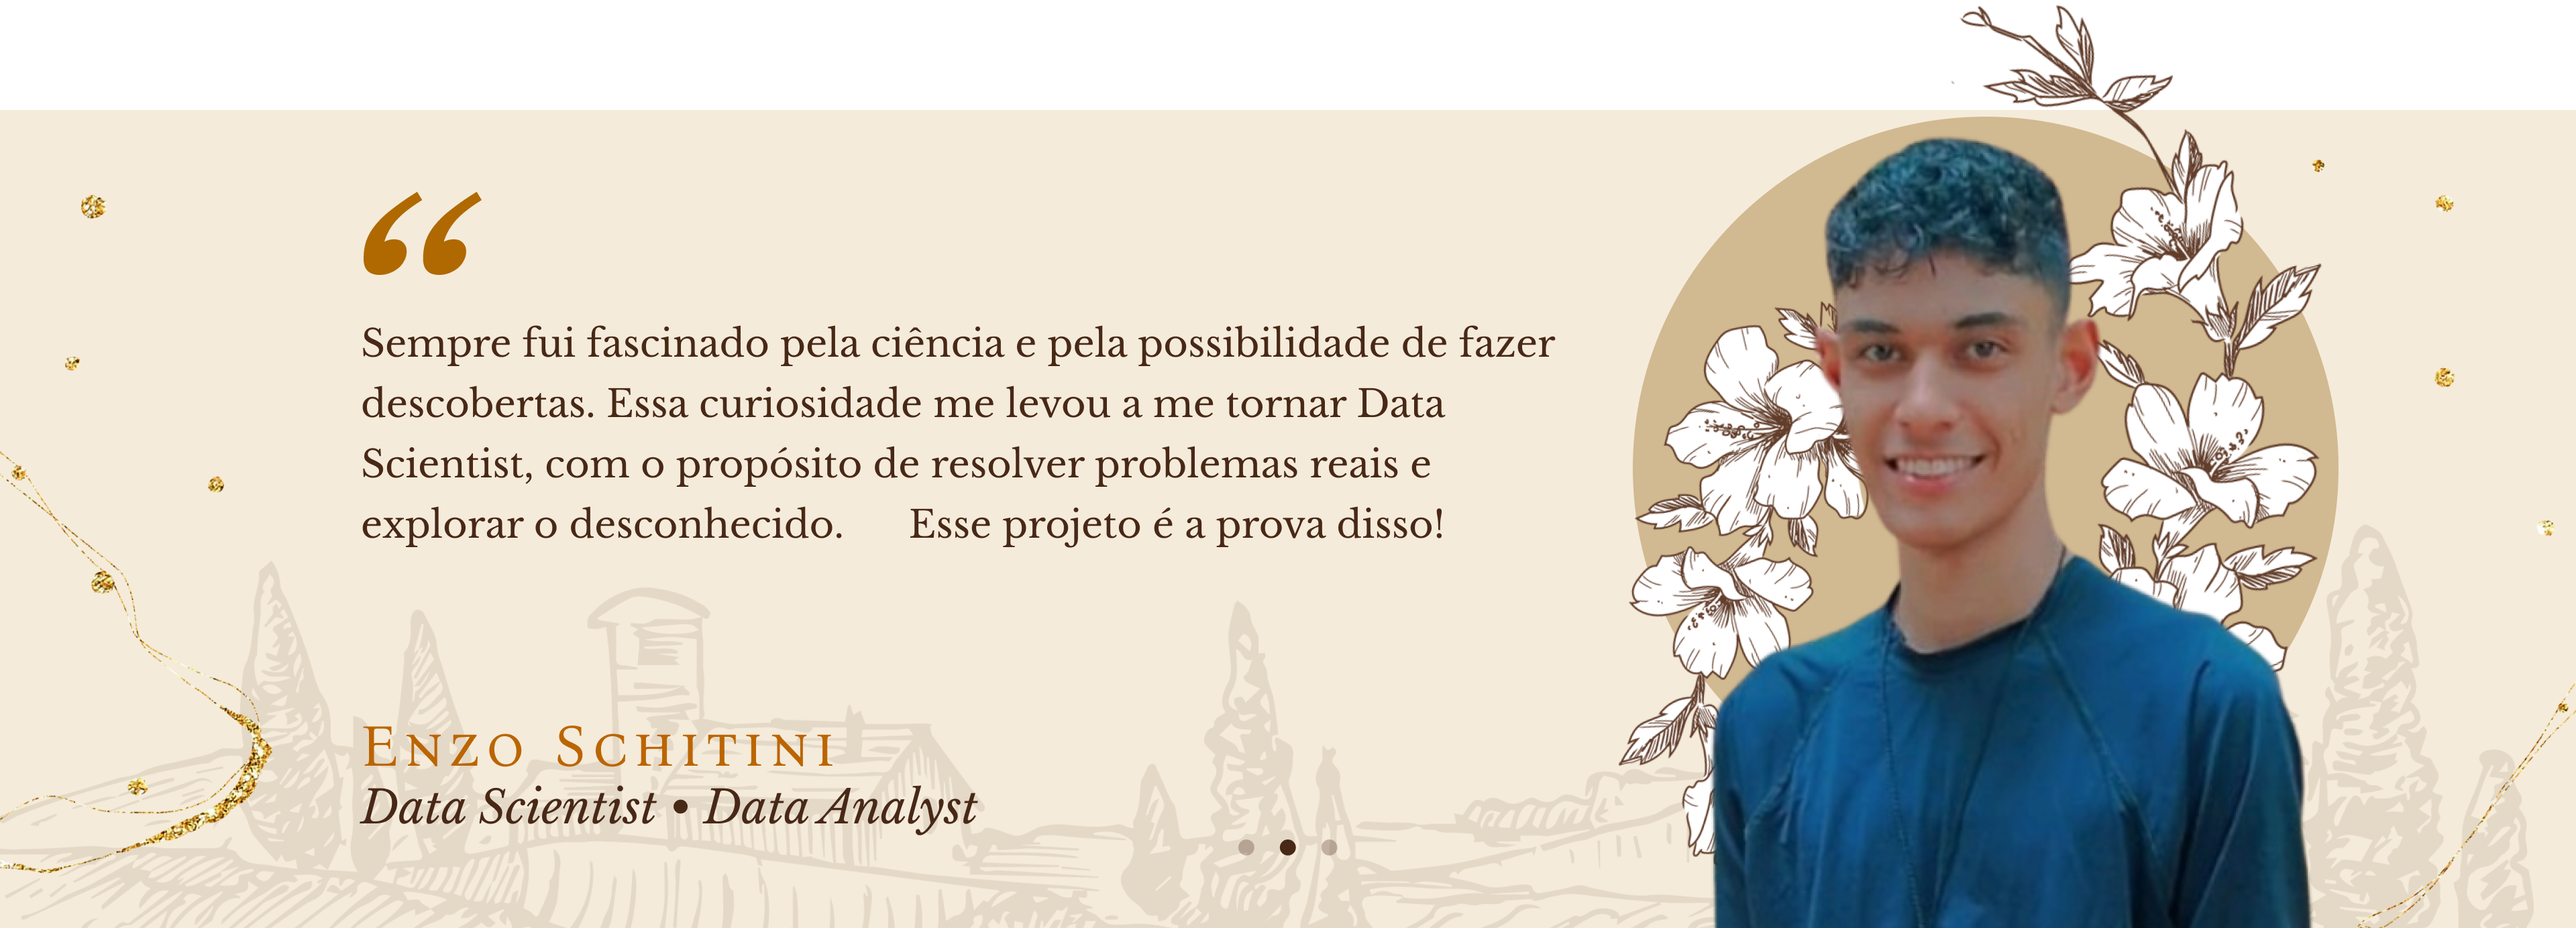 “
Sempre fui fascinado pela ciência e pela possibilidade de fazer
descobertas. Essa curiosidade me levou a me tornar Data
Scientist, com o propósito de resolver problemas reais e
explorar o desconhecido. Esse projeto é a prova disso!
ENZO SCHITINI
Data Scientist • Data Analyst